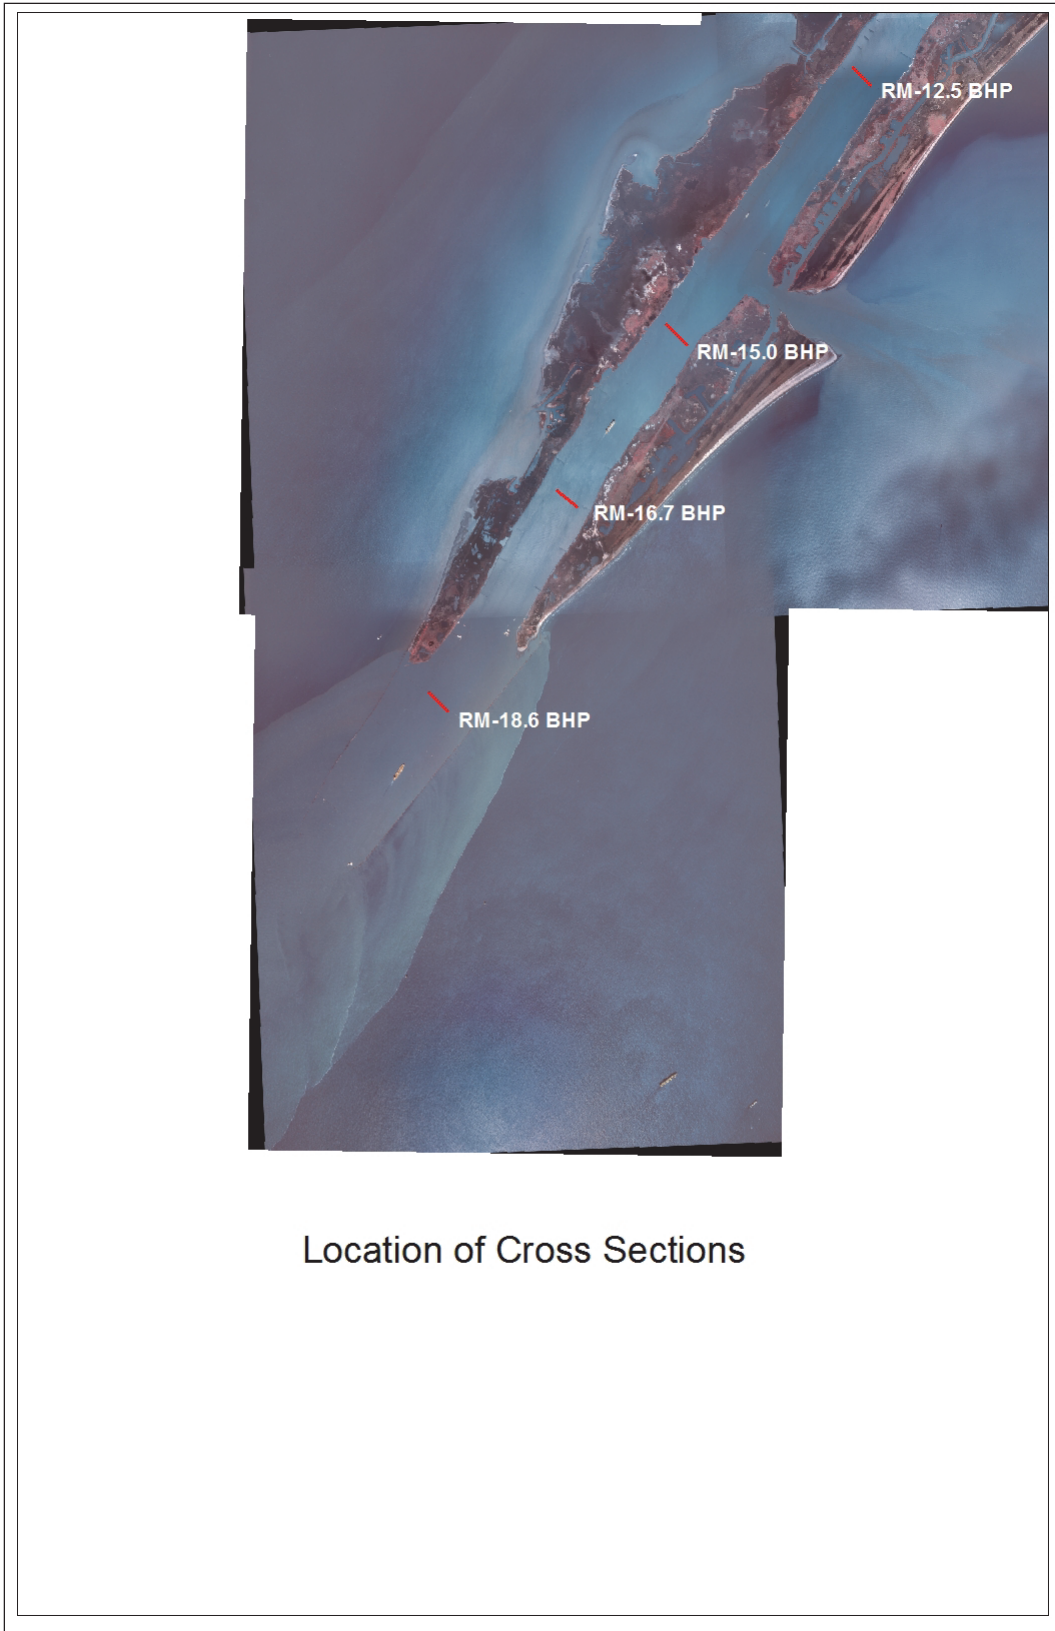 RM-12.5 BHP
RM-15.0 BHP
RM-16.7 BHP
RM-18.6 BHP
Location of Cross Sections